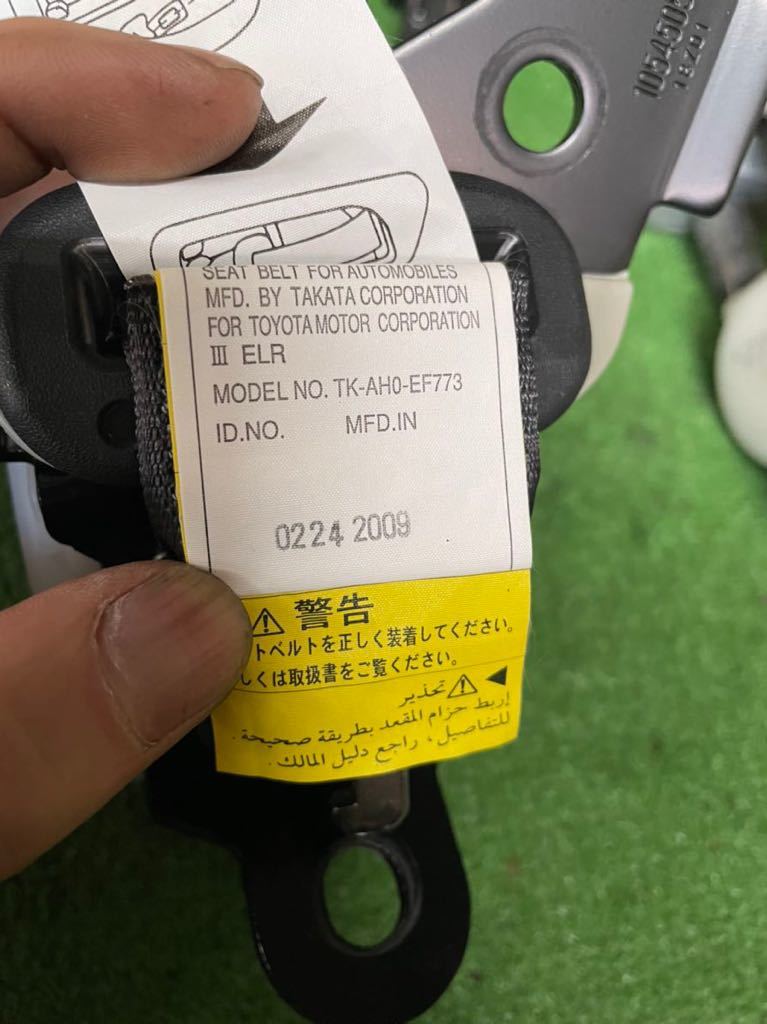 18Z91
SEAT BELT FOR AUTOMOBILES
MFD. BY TAKATA CORPORATION
FOR TOYOTA MOTOR CORPORATION
III ELR
MODEL NO. TK-AH0-EF773
ID.NO. MFD.IN
0224 2009
⚠ 警告
トベルトを正しく装着してください。
しくは取扱書をご覧ください。
⚠ تحذير
إربط حزام المقعد بطريقة صحيحة.
للتفاصيل، راجع دليل المالك.